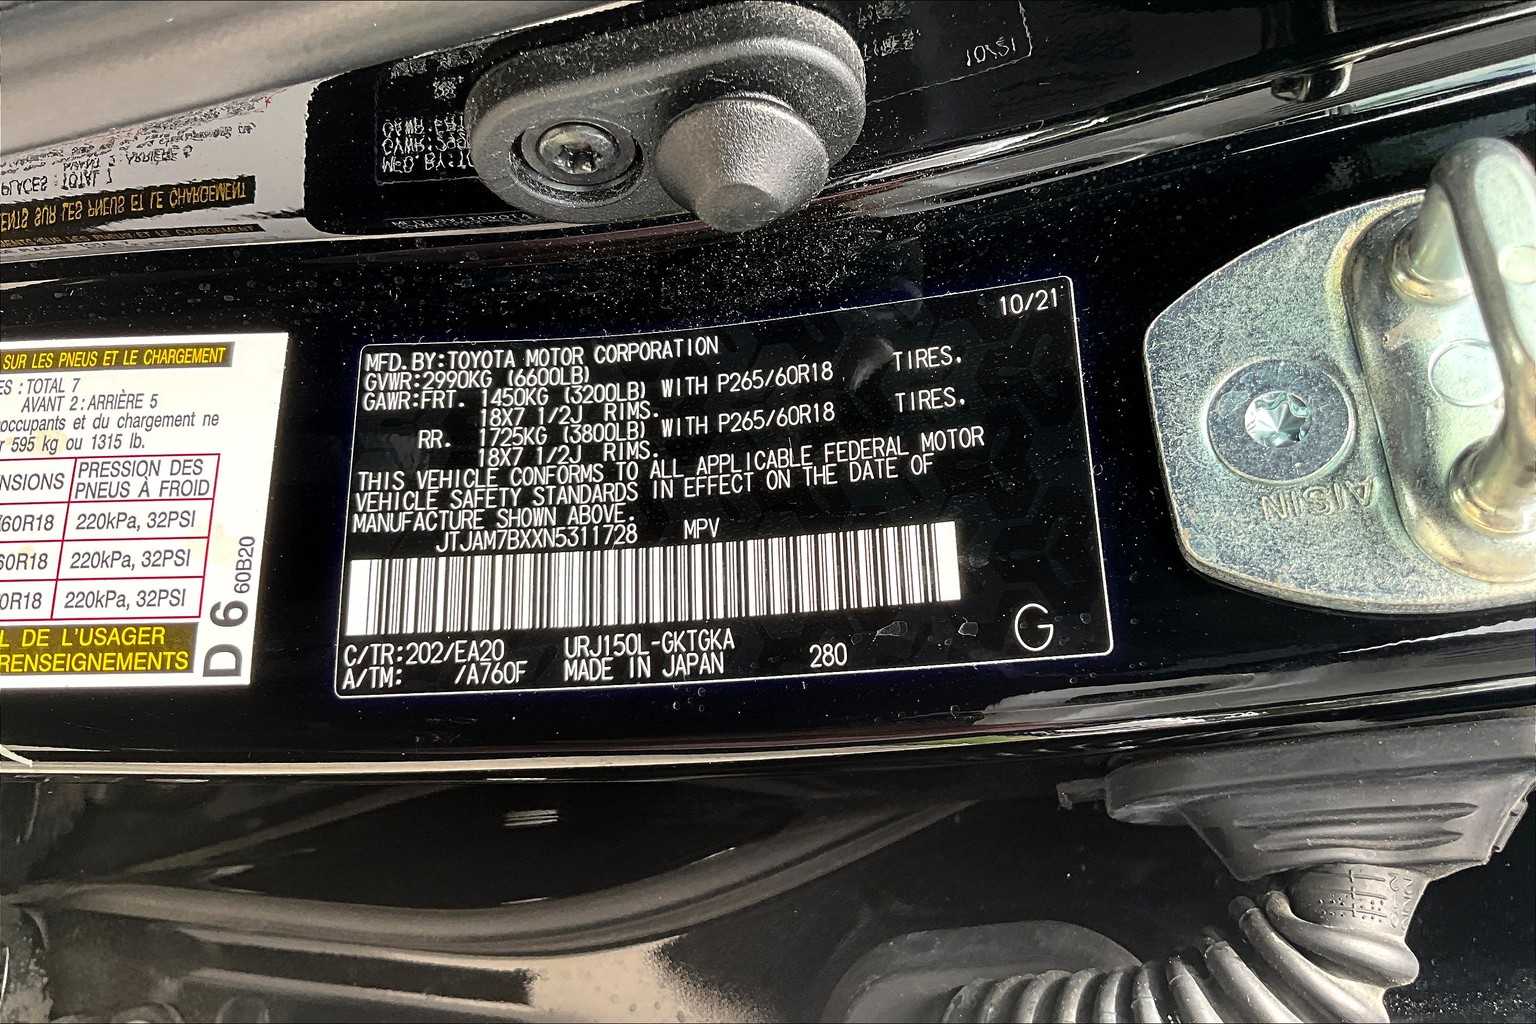 10/21
MFD.BY:TOYOTA MOTOR CORPORATION
GVWR:2990KG (6600LB)
GAWR:FRT. 1450KG (3200LB) WITH P265/60R18 TIRES,
18X7 1/2J RIMS.
RR. 1725KG (3800LB) WITH P265/60R18 TIRES,
18X7 1/2J RIMS.
THIS VEHICLE CONFORMS TO ALL APPLICABLE FEDERAL MOTOR
VEHICLE SAFETY STANDARDS IN EFFECT ON THE DATE OF
MANUFACTURE SHOWN ABOVE.
JTJAM7BXXN5311728 MPV
C/TR:202/EA20 URJ150L-GKTGKA
A/TM: /A760F MADE IN JAPAN 280
G
SUR LES PNEUS ET LE CHARGEMENT
ES : TOTAL 7
AVANT 2 : ARRIÈRE 5
occupants et du chargement ne
r 595 kg ou 1315 lb.
NSIONS PRESSION DES
PNEUS À FROID
/60R18 220kPa, 32PSI
60R18 220kPa, 32PSI
0R18 220kPa, 32PSI
L DE L'USAGER
RENSEIGNEMENTS
D6 60B20
AISIN